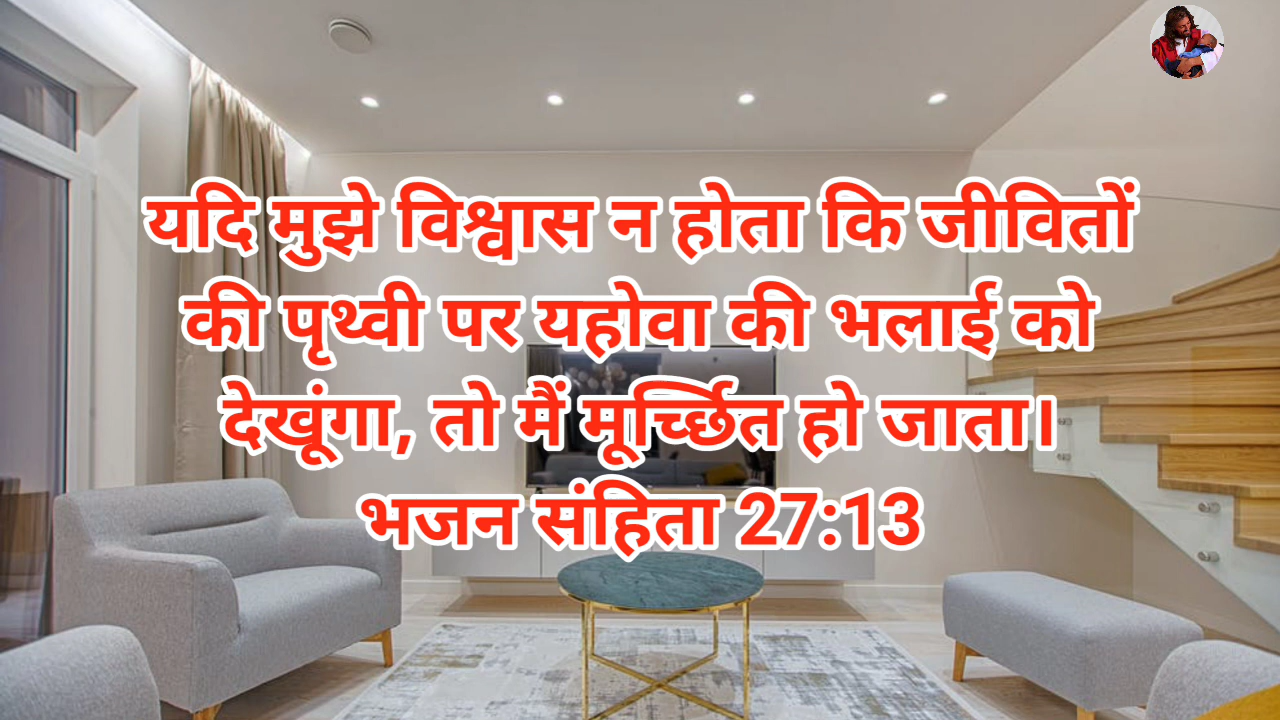 यदि मुझे विश्वास न होता कि जीवितों
की पृथ्वी पर यहोवा की भलाई को
देखूंगा, तो मैं मूर्च्छित हो जाता।
भजन संहिता 27:13